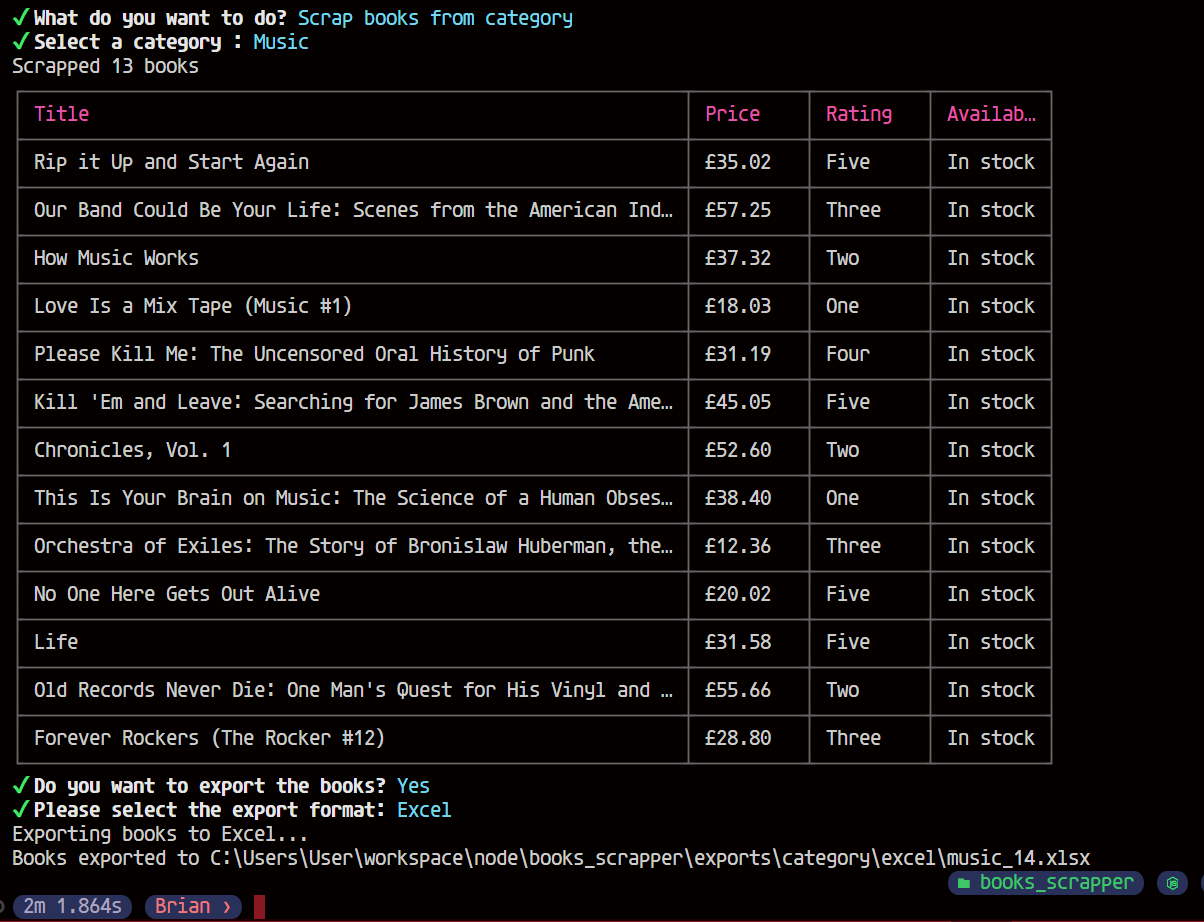 ✓ What do you want to do? Scrap books from category
✓ Select a category : Music
Scrapped 13 books
Title Price Rating Availab…
Rip it Up and Start Again £35.02 Five In stock
Our Band Could Be Your Life: Scenes from the American Ind… £57.25 Three In stock
How Music Works £37.32 Two In stock
Love Is a Mix Tape (Music #1) £18.03 One In stock
Please Kill Me: The Uncensored Oral History of Punk £31.19 Four In stock
Kill 'Em and Leave: Searching for James Brown and the Ame… £45.05 Five In stock
Chronicles, Vol. 1 £52.60 Two In stock
This Is Your Brain on Music: The Science of a Human Obses… £38.40 One In stock
Orchestra of Exiles: The Story of Bronislaw Huberman, the… £12.36 Three In stock
No One Here Gets Out Alive £20.02 Five In stock
Life £31.58 Five In stock
Old Records Never Die: One Man's Quest for His Vinyl and … £55.66 Two In stock
Forever Rockers (The Rocker #12) £28.80 Three In stock
✓ Do you want to export the books? Yes
✓ Please select the export format: Excel
Exporting books to Excel...
Books exported to C:\Users\User\workspace\node\books_scrapper\exports\category\excel\music_14.xlsx
books_scrapper
2m 1.864s Brian ›